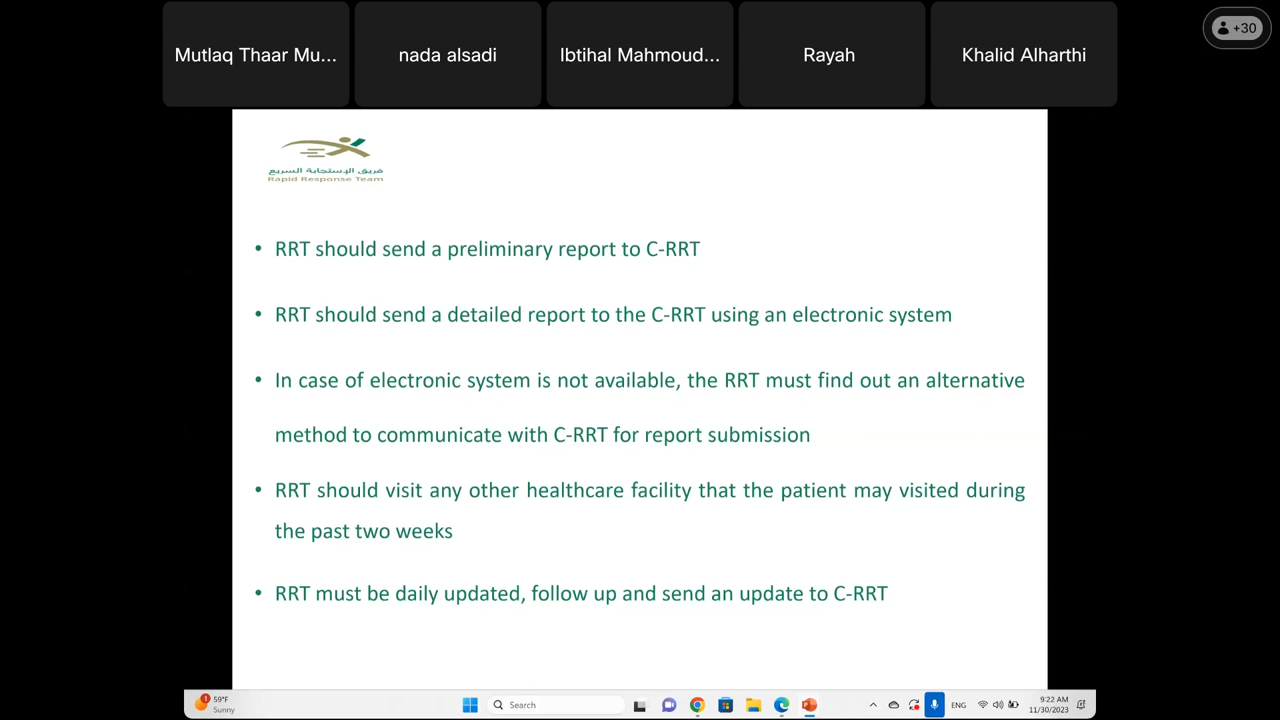 Mutlaq Thaar Mu...
nada alsadi
Ibtihal Mahmoud...
Rayah
Khalid Alharthi
+30
فريق الإستجابة السريع
Rapid Response Team
• RRT should send a preliminary report to C-RRT
• RRT should send a detailed report to the C-RRT using an electronic system
• In case of electronic system is not available, the RRT must find out an alternative
method to communicate with C-RRT for report submission
• RRT should visit any other healthcare facility that the patient may visited during
the past two weeks
• RRT must be daily updated, follow up and send an update to C-RRT
1
59°F
Sunny
Search
ENG
9:22 AM
11/30/2023